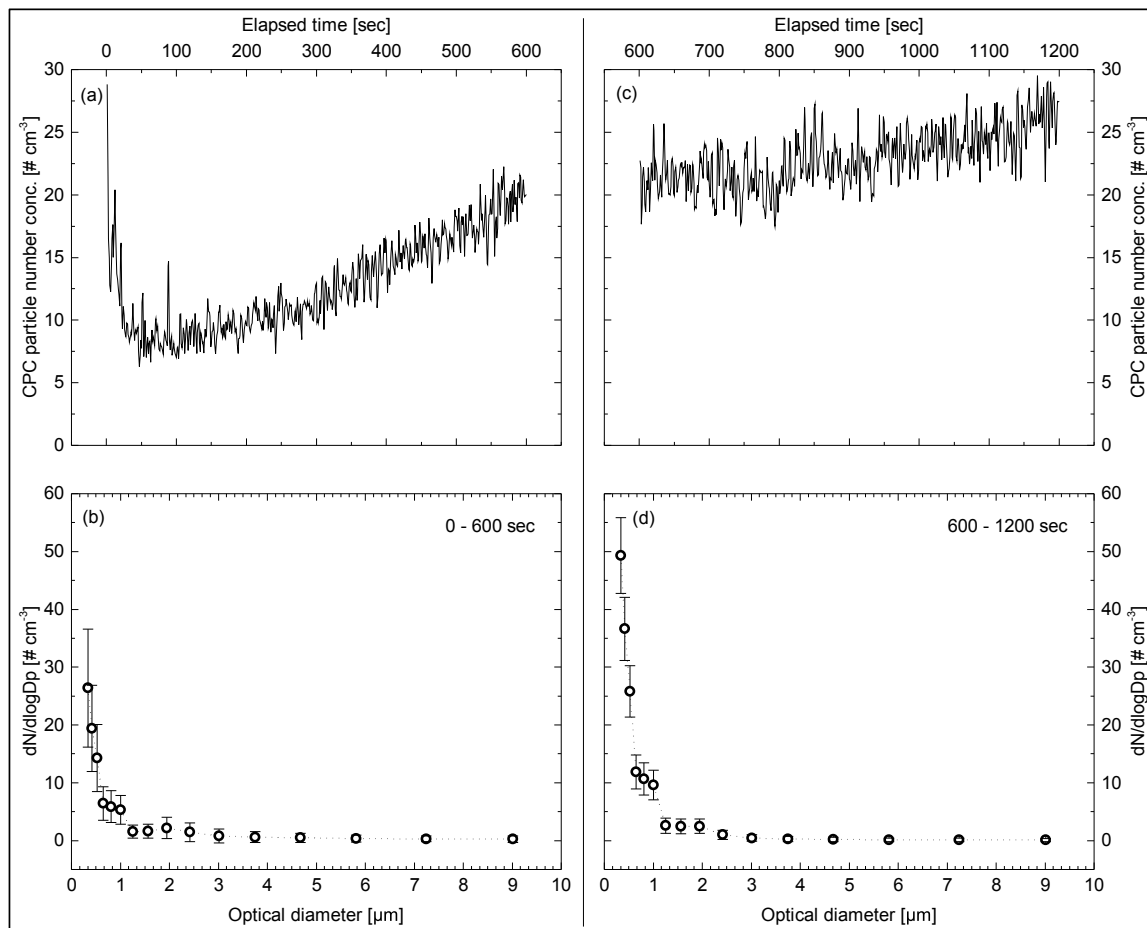 Elapsed time [sec]
0 100 200 300 400 500 600
30
25
20
15
10
5
0
CPC particle number conc. [# cm-3]
(a)
Elapsed time [sec]
600 700 800 900 1000 1100 1200
(c)
30
25
20
15
10
5
0
CPC particle number conc. [# cm-3]
60
50
40
30
20
10
0
dN/dlogDp [# cm-3]
(b)
0 - 600 sec
0 1 2 3 4 5 6 7 8 9 10
Optical diameter [µm]
(d)
600 - 1200 sec
60
50
40
30
20
10
0
dN/dlogDp [# cm-3]
0 1 2 3 4 5 6 7 8 9 10
Optical diameter [µm]